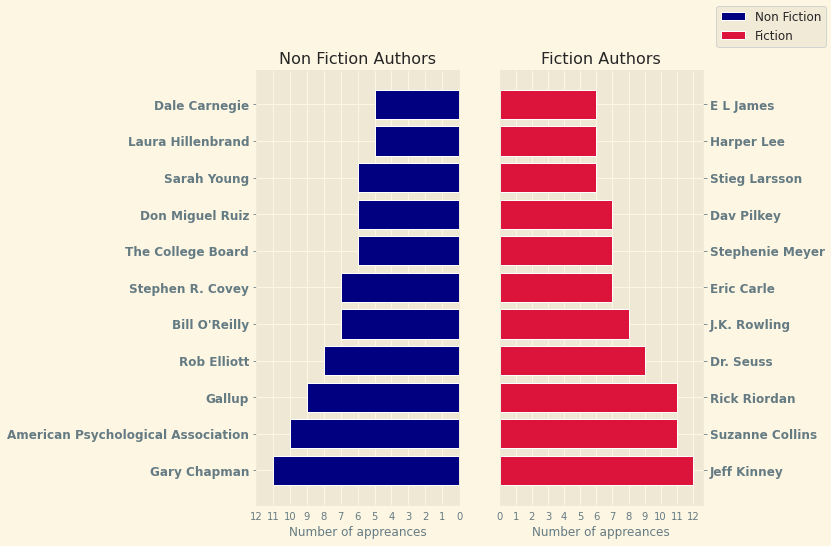 Non Fiction
Fiction
Non Fiction Authors
Fiction Authors
Dale Carnegie
Laura Hillenbrand
Sarah Young
Don Miguel Ruiz
The College Board
Stephen R. Covey
Bill O'Reilly
Rob Elliott
Gallup
American Psychological Association
Gary Chapman
E L James
Harper Lee
Stieg Larsson
Dav Pilkey
Stephenie Meyer
Eric Carle
J.K. Rowling
Dr. Seuss
Rick Riordan
Suzanne Collins
Jeff Kinney
12 11 10 9 8 7 6 5 4 3 2 1 0
0 1 2 3 4 5 6 7 8 9 10 11 12
Number of appreances
Number of appreances